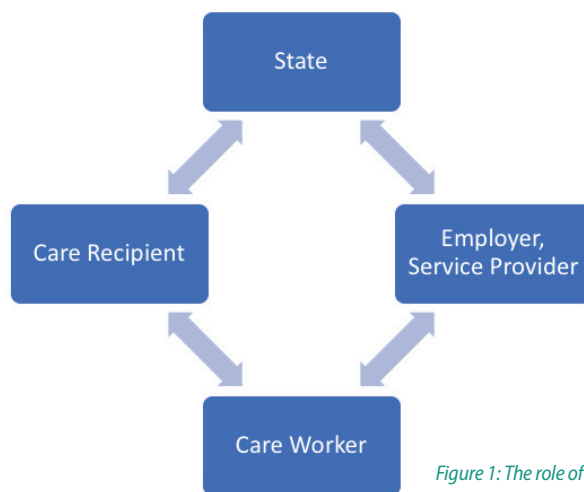 State
Care Recipient
Employer,
Service Provider
Care Worker
Figure 1: The role of